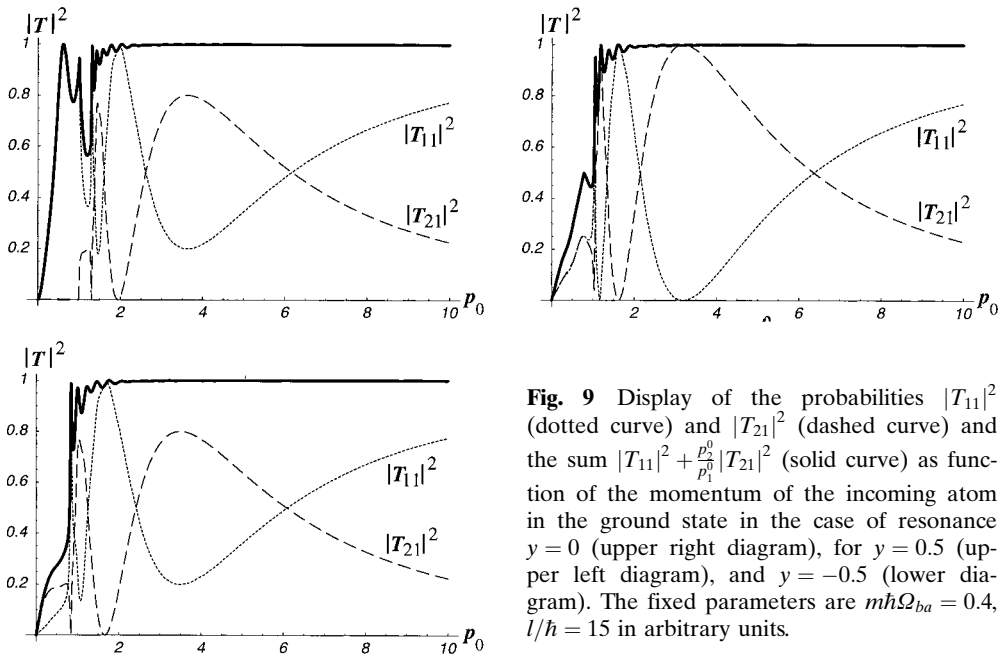 |T|²
1
0.8
0.6
0.4
0.2
2 4 6 8 10
p₀
|T₁₁|²
|T₂₁|²
|T|²
1
0.8
0.6
0.4
0.2
2 4 6 8 10
p₀
|T₁₁|²
|T₂₁|²
|T|²
1
0.8
0.6
0.4
0.2
2 4 6 8 10
p₀
|T₁₁|²
|T₂₁|²
Fig. 9 Display of the probabilities |T₁₁|²
(dotted curve) and |T₂₁|² (dashed curve) and
the sum |T₁₁|² + p₂⁰/p₁⁰ |T₂₁|² (solid curve) as func-
tion of the momentum of the incoming atom
in the ground state in the case of resonance
y = 0 (upper right diagram), for y = 0.5 (up-
per left diagram), and y = −0.5 (lower dia-
gram). The fixed parameters are mħΩ_ba = 0.4,
l/ħ = 15 in arbitrary units.